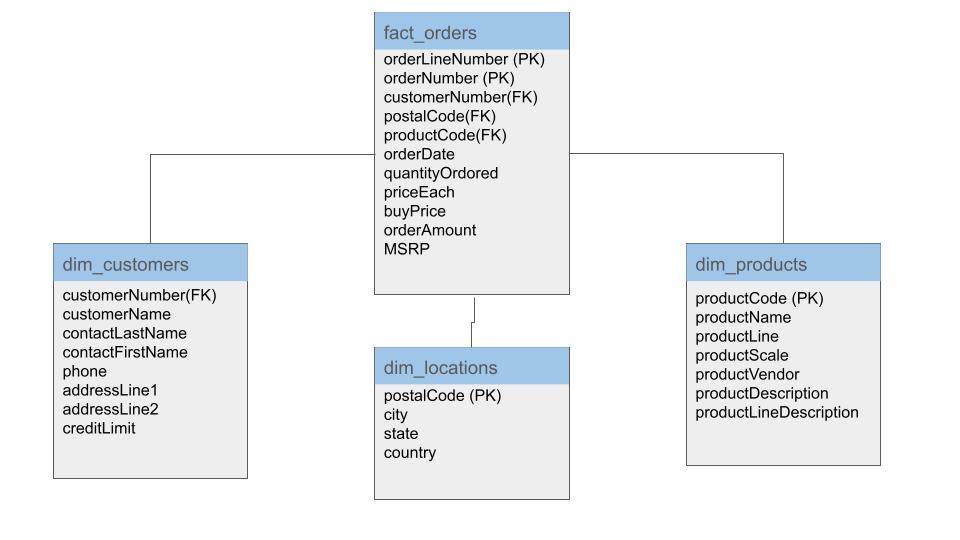 fact_orders
orderLineNumber (PK)
orderNumber (PK)
customerNumber(FK)
postalCode(FK)
productCode(FK)
orderDate
quantityOrdored
priceEach
buyPrice
orderAmount
MSRP
dim_customers
customerNumber(FK)
customerName
contactLastName
contactFirstName
phone
addressLine1
addressLine2
creditLimit
dim_locations
postalCode (PK)
city
state
country
dim_products
productCode (PK)
productName
productLine
productScale
productVendor
productDescription
productLineDescription